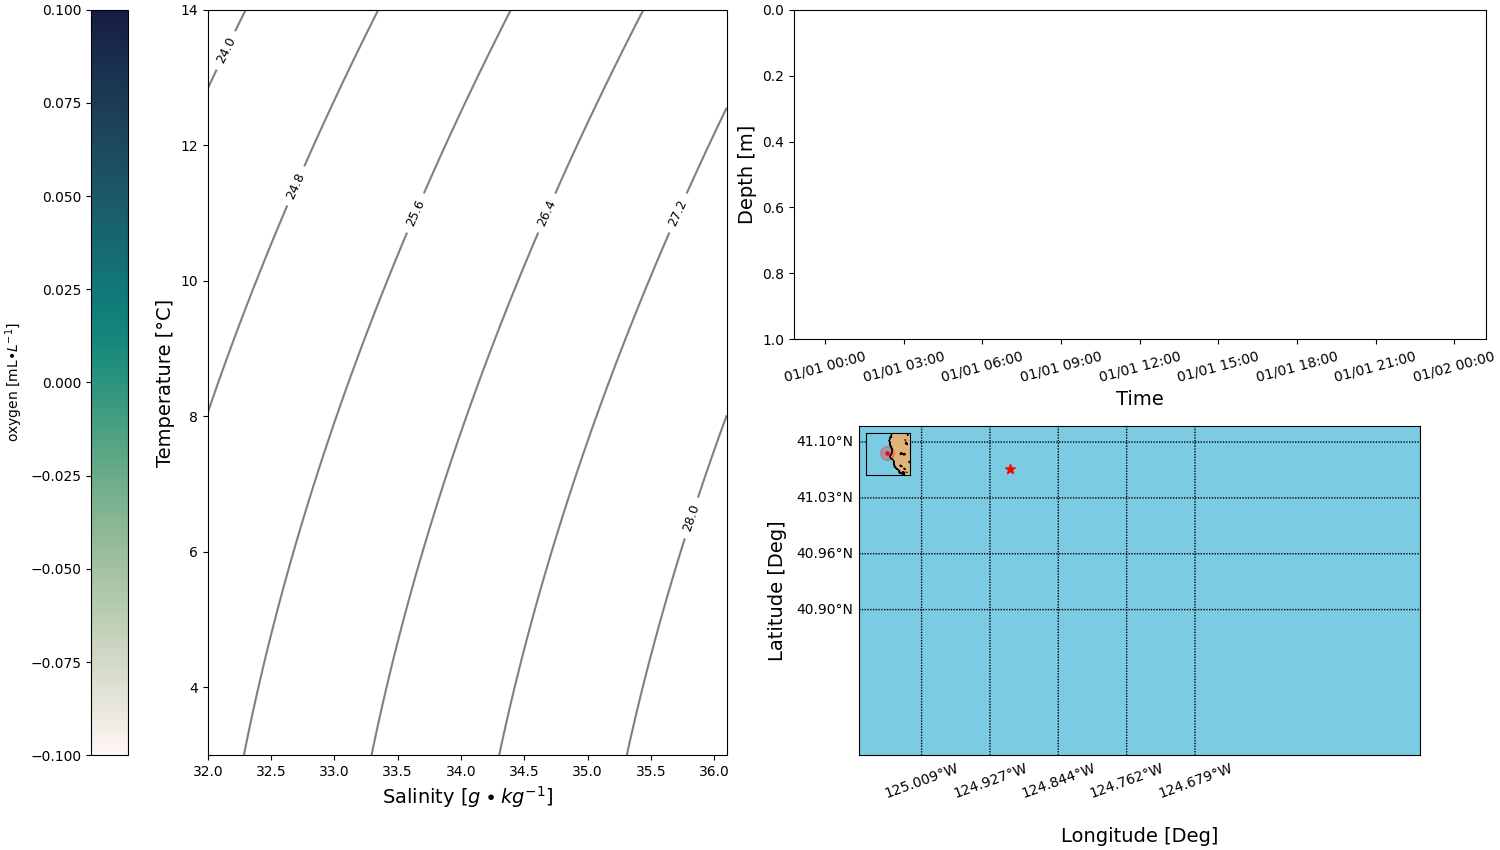 0.100
0.075
0.050
0.025
0.000
−0.025
−0.050
−0.075
−0.100
oxygen [mL•L⁻¹]
14
12
10
8
6
4
Temperature [°C]
24.0
24.8
25.6
26.4
27.2
28.0
32.0 32.5 33.0 33.5 34.0 34.5 35.0 35.5 36.0
Salinity [g • kg⁻¹]
0.0
0.2
0.4
0.6
0.8
1.0
Depth [m]
01/01 00:00 01/01 03:00 01/01 06:00 01/01 09:00 01/01 12:00 01/01 15:00 01/01 18:00 01/01 21:00 01/02 00:00
Time
41.10°N
41.03°N
40.96°N
40.90°N
Latitude [Deg]
125.009°W 124.927°W 124.844°W 124.762°W 124.679°W
Longitude [Deg]